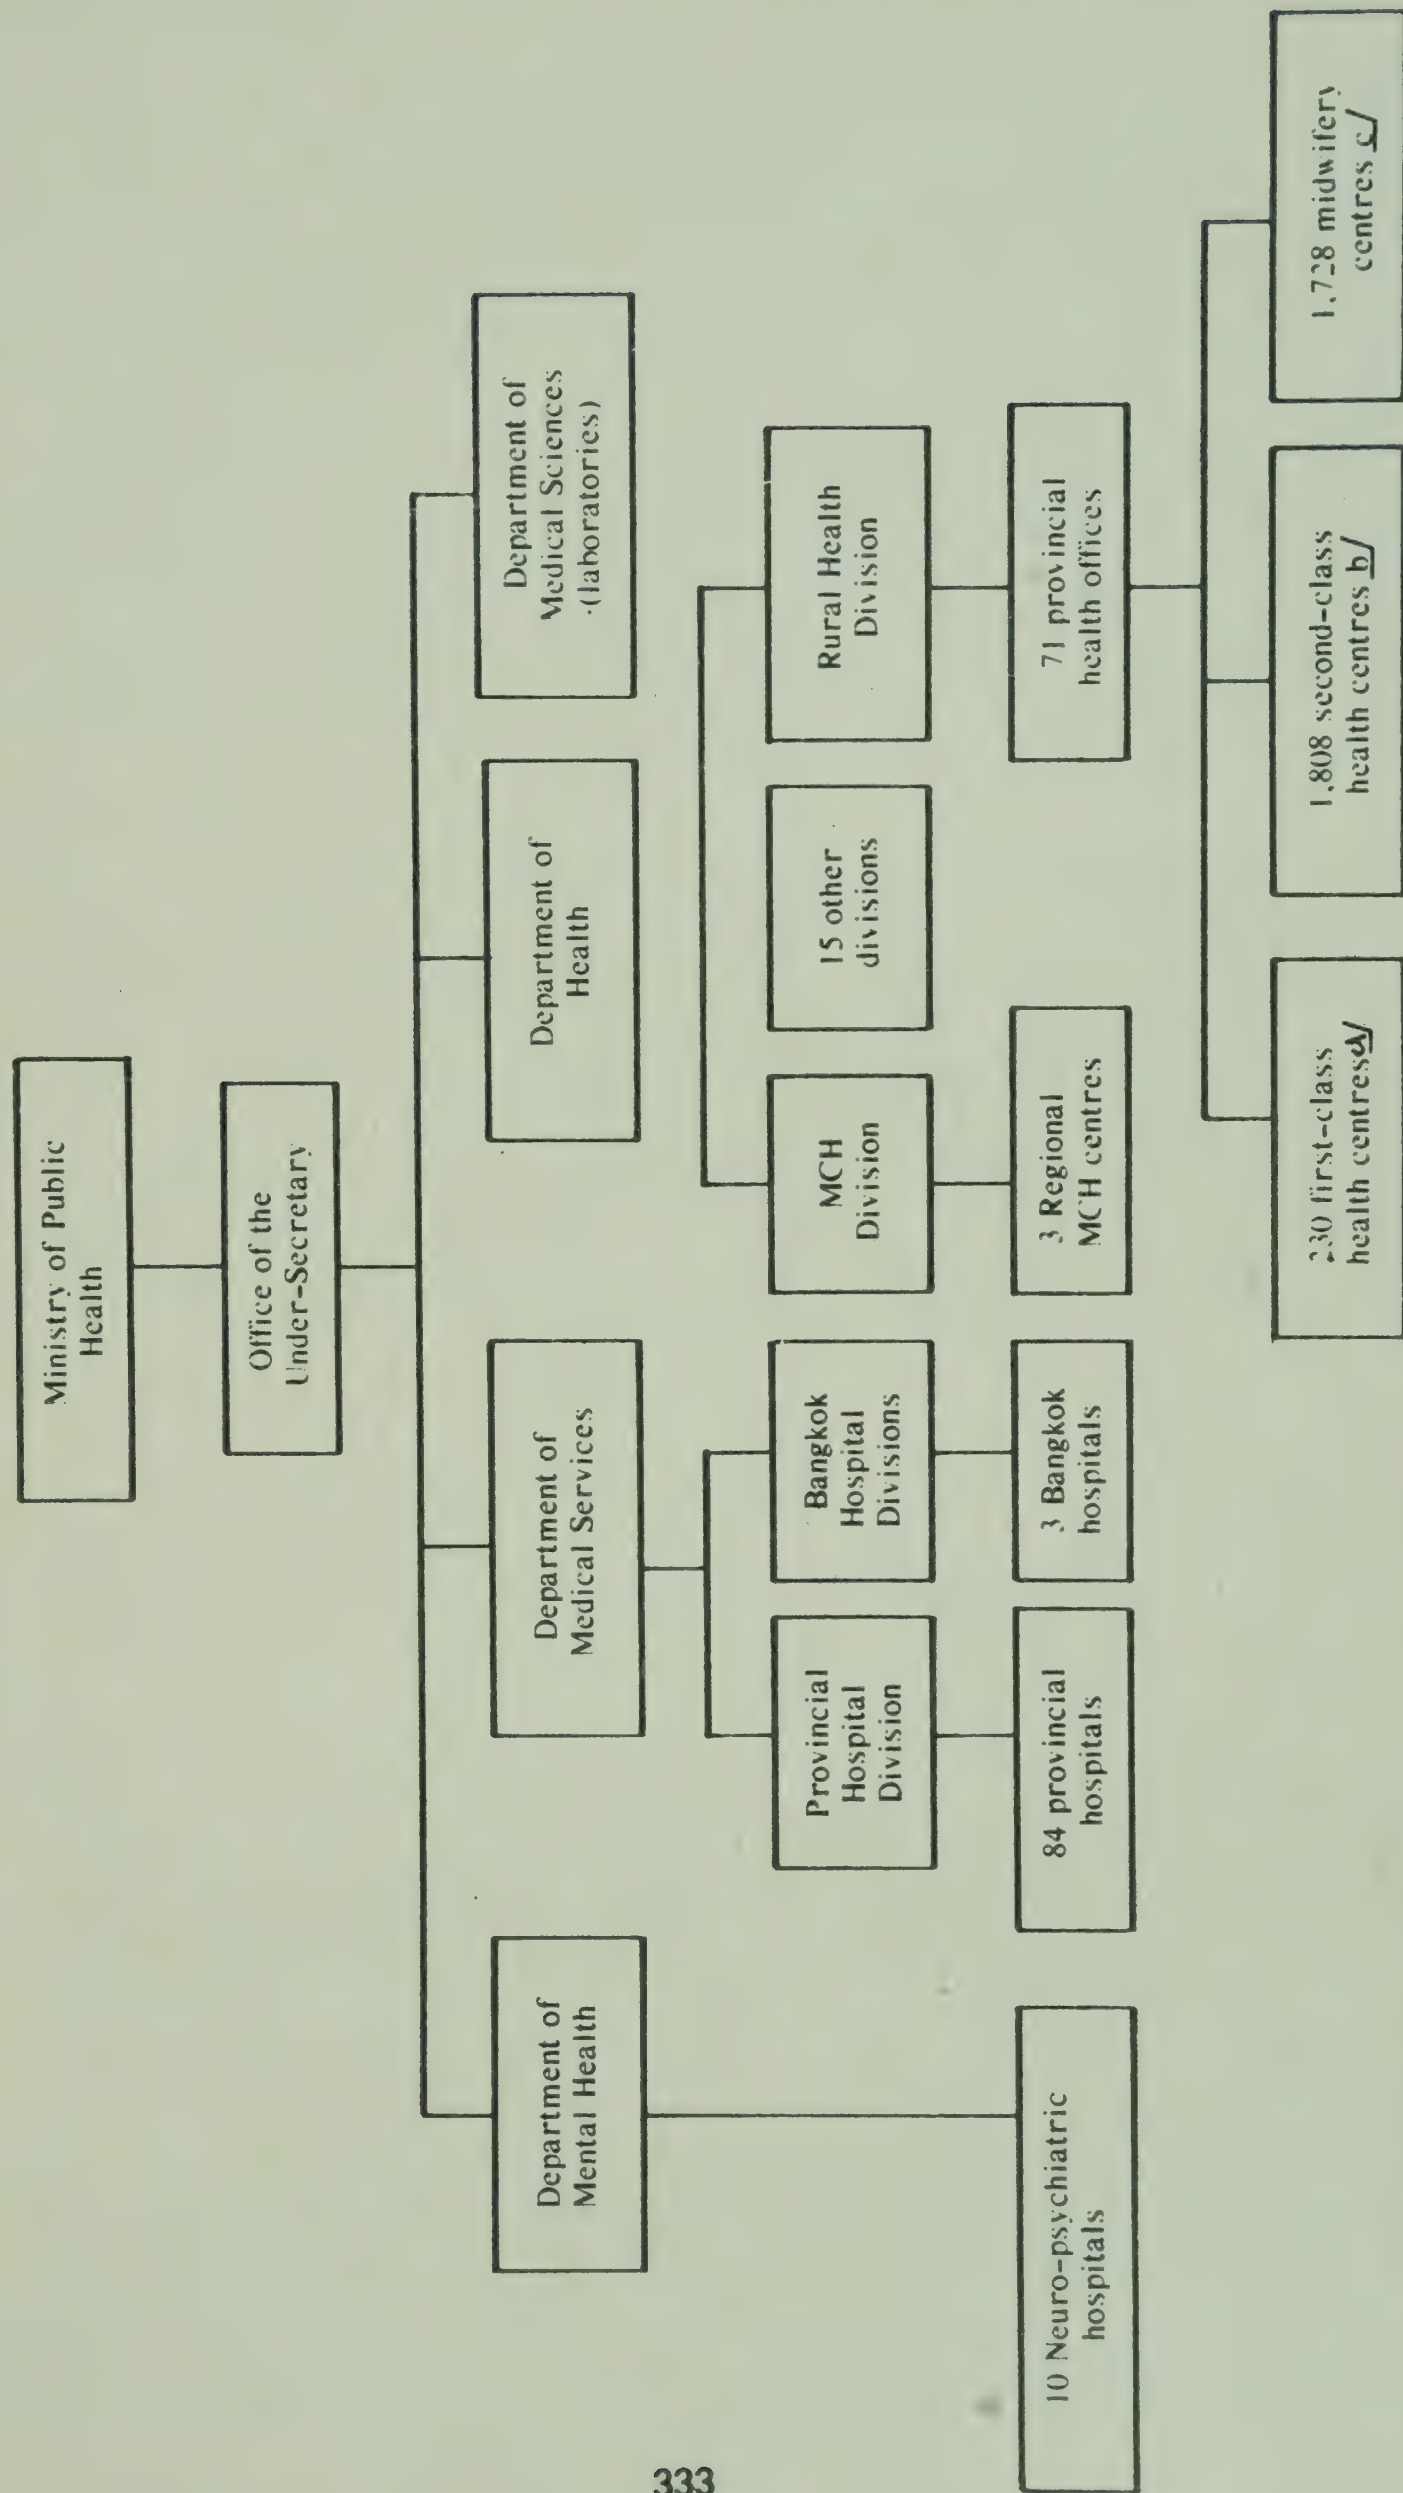 Ministry of Public
Health
Office of the
Under-Secretary
Department of
Mental Health
Department of
Medical Services
Department of
Health
Department of
Medical Sciences
(laboratories)
Provincial
Hospital
Division
Bangkok
Hospital
Divisions
MCH
Division
15 other
divisions
Rural Health
Division
10 Neuro-psychiatric
hospitals
84 provincial
hospitals
3 Bangkok
hospitals
3 Regional
MCH centres
71 provincial
health offices
230 first-class
health centres a/
1,808 second-class
health centres b/
1,728 midwifery
centres c/
333